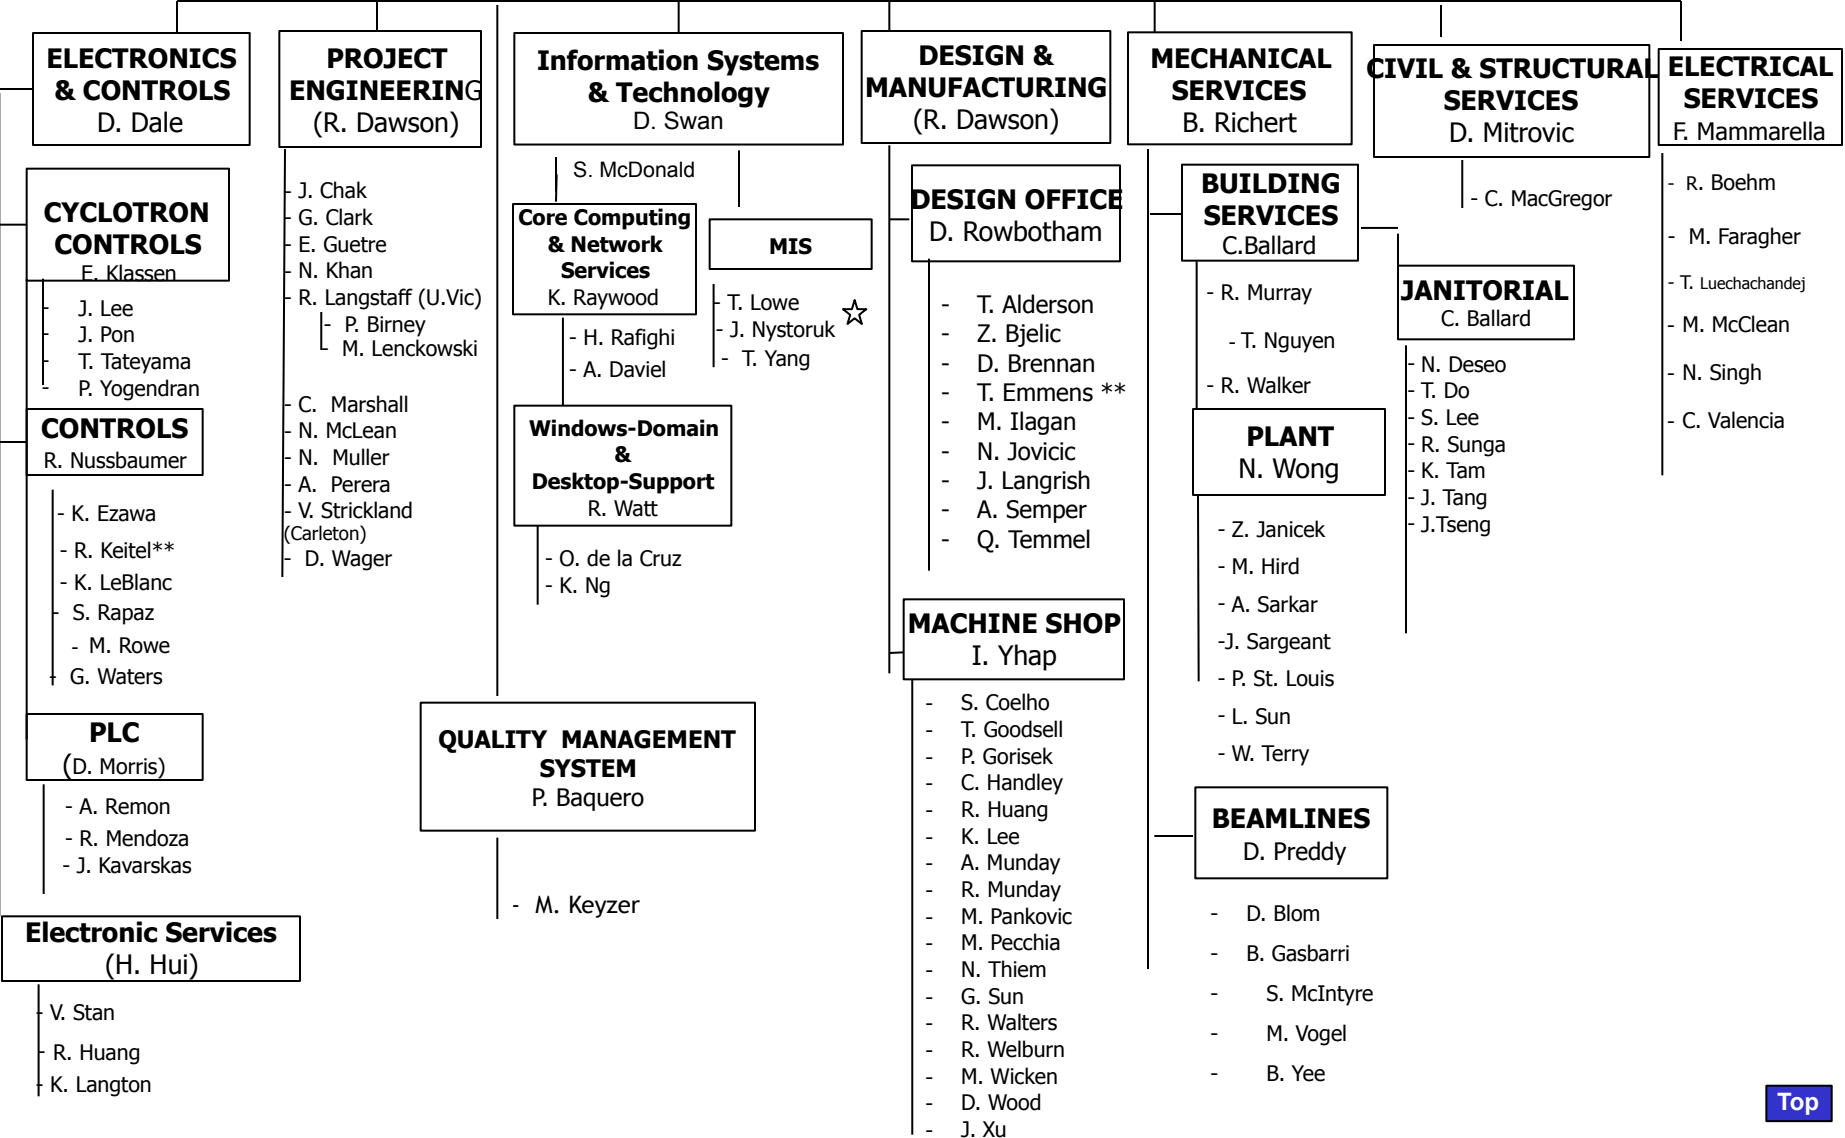 ELECTRONICS
& CONTROLS
D. Dale
CYCLOTRON
CONTROLS
E. Klassen
- J. Lee
- J. Pon
- T. Tateyama
- P. Yogendran
CONTROLS
R. Nussbaumer
- K. Ezawa
- R. Keitel**
- K. LeBlanc
- S. Rapaz
- M. Rowe
- G. Waters
PLC
(D. Morris)
- A. Remon
- R. Mendoza
- J. Kavarskas
Electronic Services
(H. Hui)
- V. Stan
- R. Huang
- K. Langton
PROJECT
ENGINEERING
(R. Dawson)
- J. Chak
- G. Clark
- E. Guetre
- N. Khan
- R. Langstaff (U.Vic)
- P. Birney
- M. Lenckowski
- C. Marshall
- N. McLean
- N. Muller
- A. Perera
- V. Strickland
(Carleton)
- D. Wager
Information Systems
& Technology
D. Swan
S. McDonald
Core Computing
& Network
Services
K. Raywood
- H. Rafighi
- A. Daviel
Windows-Domain
&
Desktop-Support
R. Watt
- O. de la Cruz
- K. Ng
MIS
- T. Lowe
- J. Nystoruk
- T. Yang
QUALITY MANAGEMENT
SYSTEM
P. Baquero
- M. Keyzer
DESIGN &
MANUFACTURING
(R. Dawson)
DESIGN OFFICE
D. Rowbotham
- T. Alderson
- Z. Bjelic
- D. Brennan
- T. Emmens **
- M. Ilagan
- N. Jovicic
- J. Langrish
- A. Semper
- Q. Temmel
MACHINE SHOP
I. Yhap
- S. Coelho
- T. Goodsell
- P. Gorisek
- C. Handley
- R. Huang
- K. Lee
- A. Munday
- R. Munday
- M. Pankovic
- M. Pecchia
- N. Thiem
- G. Sun
- R. Walters
- R. Welburn
- M. Wicken
- D. Wood
- J. Xu
MECHANICAL
SERVICES
B. Richert
BUILDING
SERVICES
C.Ballard
- R. Murray
- T. Nguyen
- R. Walker
PLANT
N. Wong
- Z. Janicek
- M. Hird
- A. Sarkar
-J. Sargeant
- P. St. Louis
- L. Sun
- W. Terry
BEAMLINES
D. Preddy
- D. Blom
- B. Gasbarri
- S. McIntyre
- M. Vogel
- B. Yee
JANITORIAL
C. Ballard
- N. Deseo
- T. Do
- S. Lee
- R. Sunga
- K. Tam
- J. Tang
- J.Tseng
CIVIL & STRUCTURAL
SERVICES
D. Mitrovic
- C. MacGregor
ELECTRICAL
SERVICES
F. Mammarella
- R. Boehm
- M. Faragher
- T. Luechachandej
- M. McClean
- N. Singh
- C. Valencia
Top